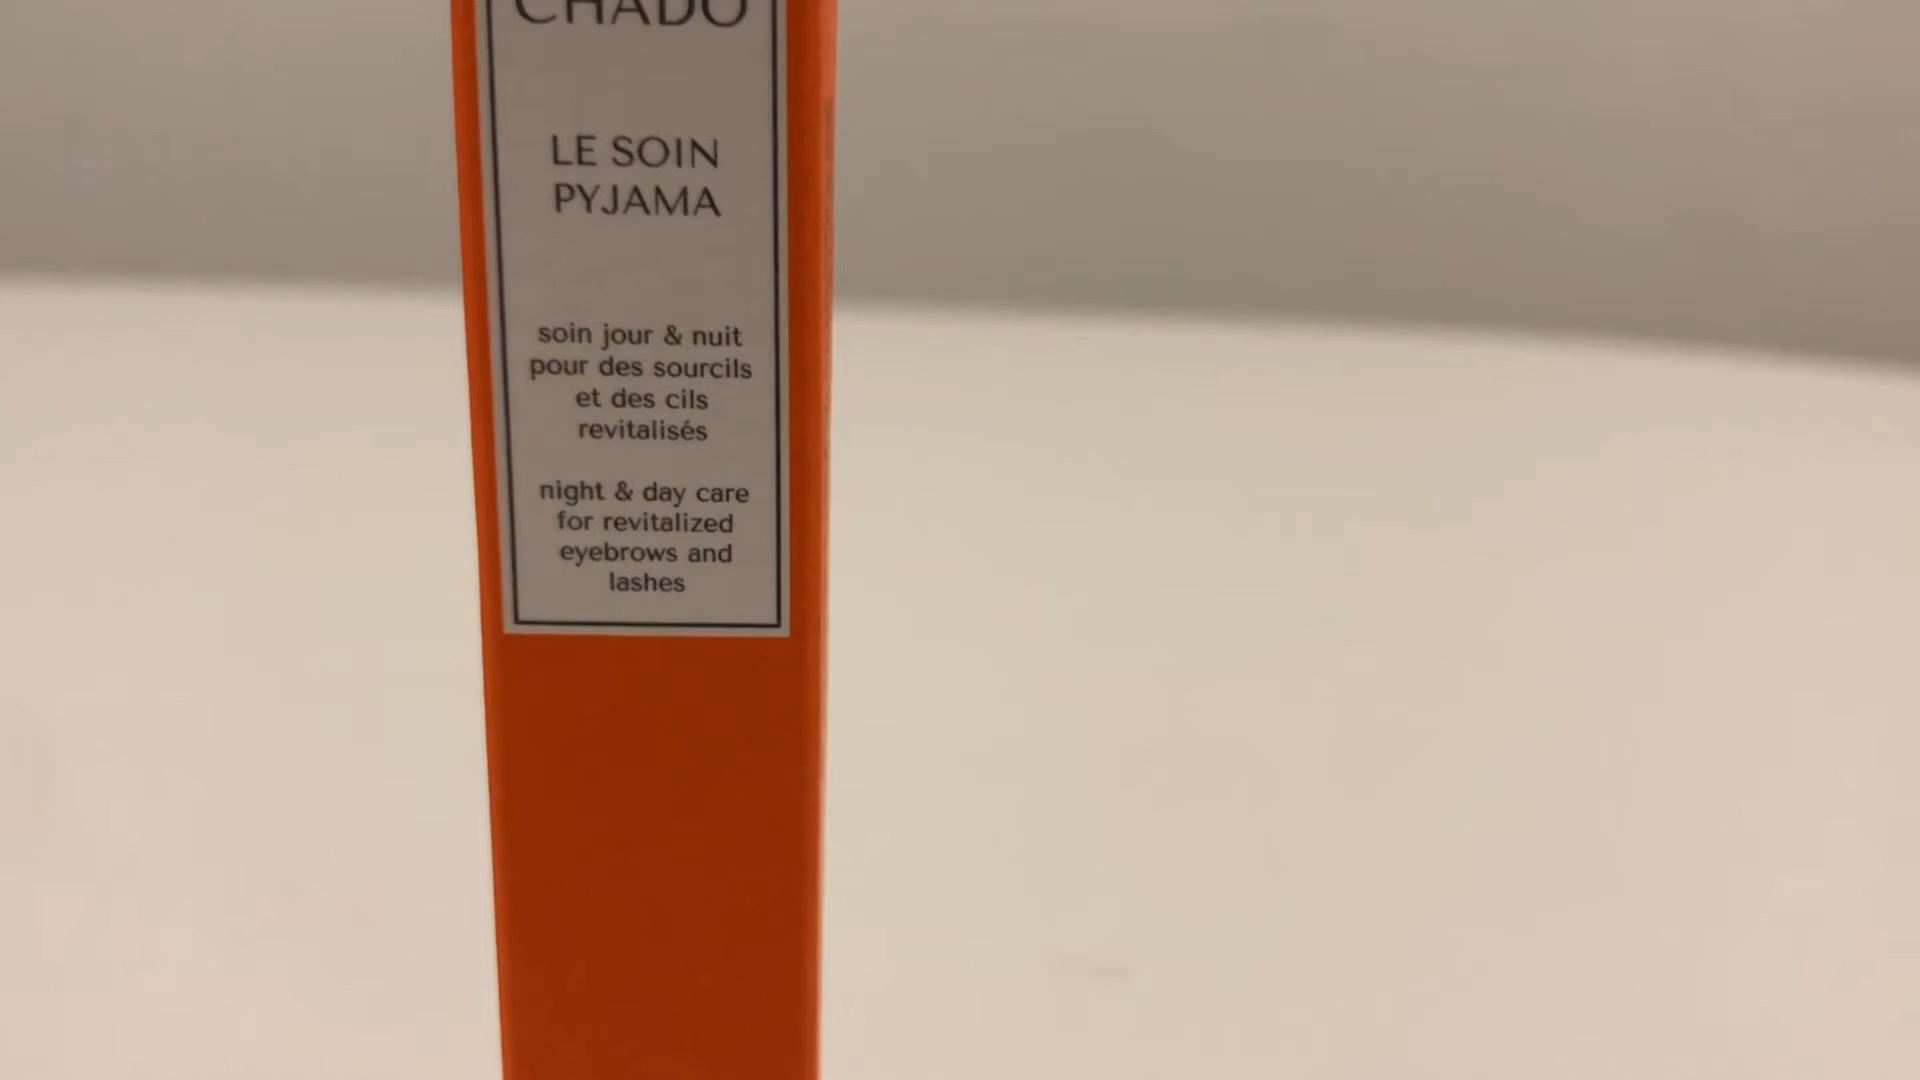 CHADO
LE SOIN
PYJAMA
soin jour & nuit
pour des sourcils
et des cils
revitalisés
night & day care
for revitalized
eyebrows and
lashes